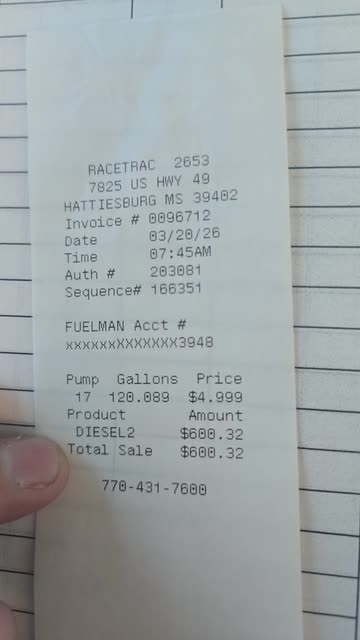 RACETRAC 2653
7825 US HWY 49
HATTIESBURG MS 39402
Invoice # 0096712
Date 03/20/26
Time 07:45AM
Auth # 203081
Sequence# 166351
FUELMAN Acct #
xxxxxxXXXXXXX3948
Pump Gallons Price
17 120.089 $4.999
Product Amount
DIESEL2 $600.32
Total Sale $600.32
770-431-7600